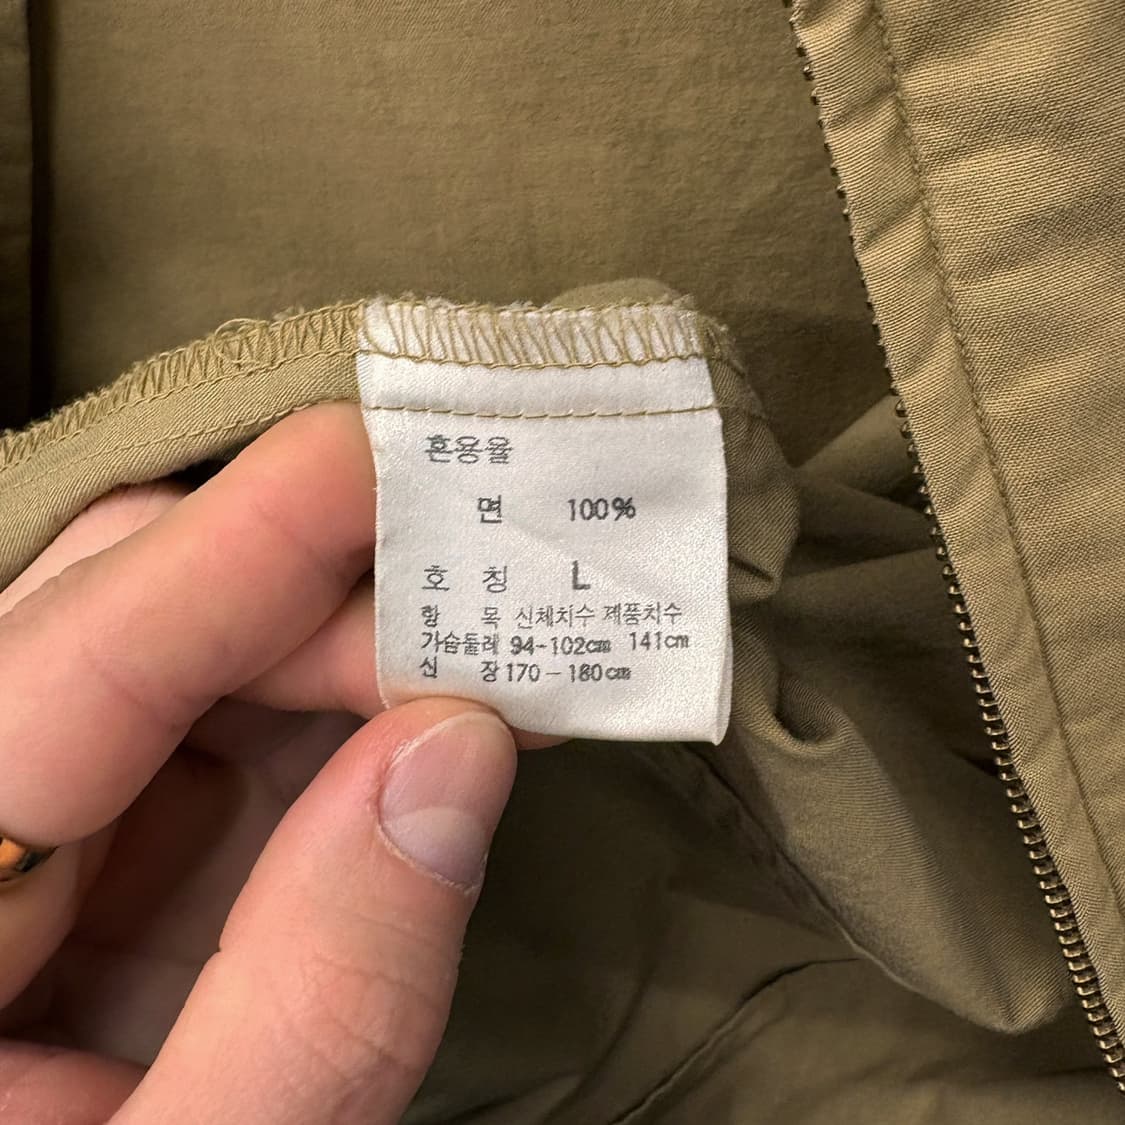 혼용율
면 100%
호 칭 L
항 목 신체치수 제품치수
가슴둘레 94-102cm 141cm
신 장 170-180cm